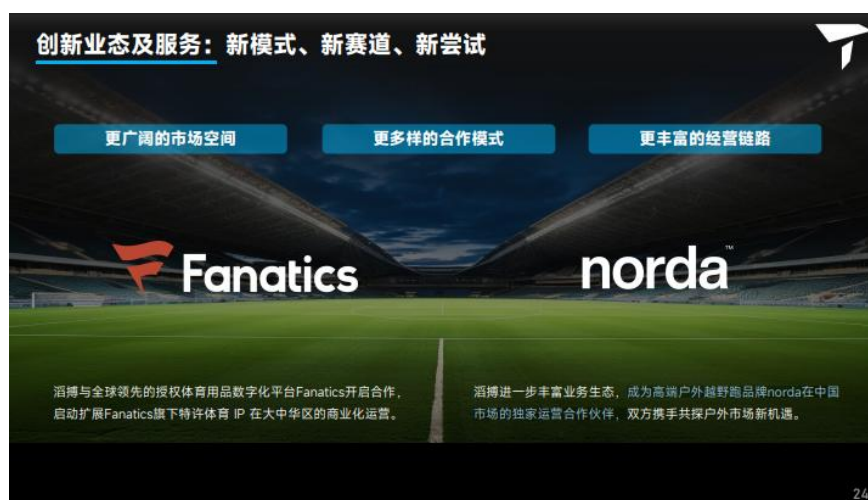 创新业态及服务：新模式、新赛道、新尝试
更广阔的市场空间
更多样的合作模式
更丰富的经营链路
Fanatics
norda™
滔搏与全球领先的授权体育用品数字化平台Fanatics开启合作，
启动扩展Fanatics旗下特许体育 IP 在大中华区的商业化运营。
滔搏进一步丰富业务生态，成为高端户外越野跑品牌norda在中国
市场的独家运营合作伙伴，双方携手共探户外市场新机遇。